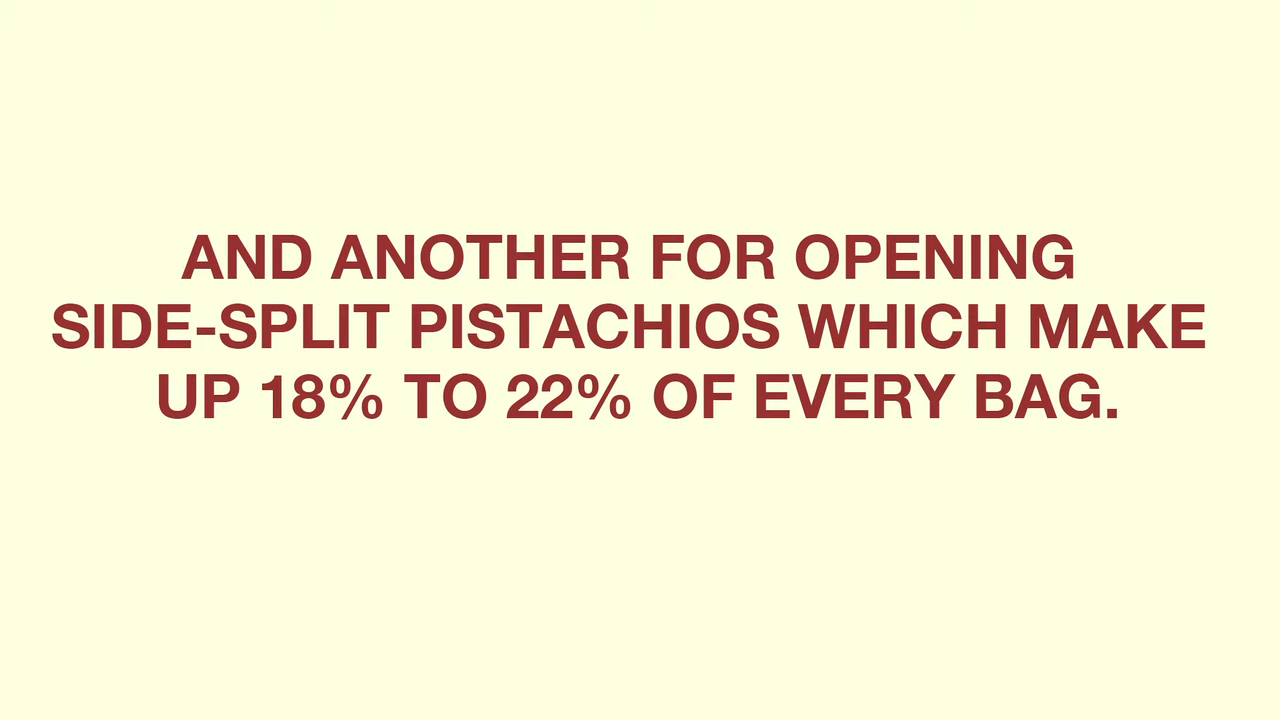 AND ANOTHER FOR OPENING
SIDE-SPLIT PISTACHIOS WHICH MAKE
UP 18% TO 22% OF EVERY BAG.